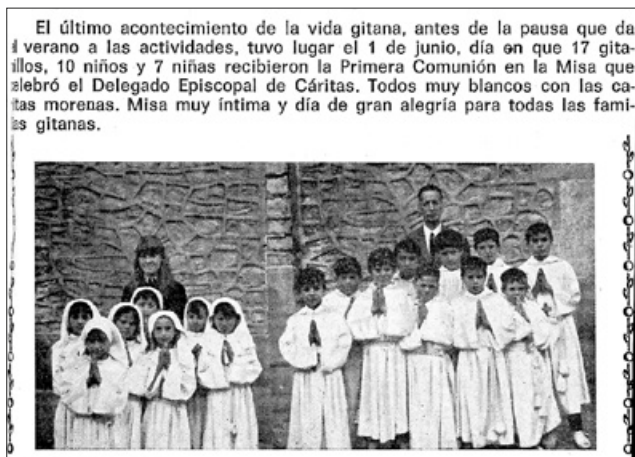 El último acontecimiento de la vida gitana, antes de la pausa que da
l verano a las actividades, tuvo lugar el 1 de junio, día en que 17 gita-
illos, 10 niños y 7 niñas recibieron la Primera Comunión en la Misa que
elebró el Delegado Episcopal de Cáritas. Todos muy blancos con las ca-
itas morenas. Misa muy íntima y día de gran alegría para todas las fami-
as gitanas.